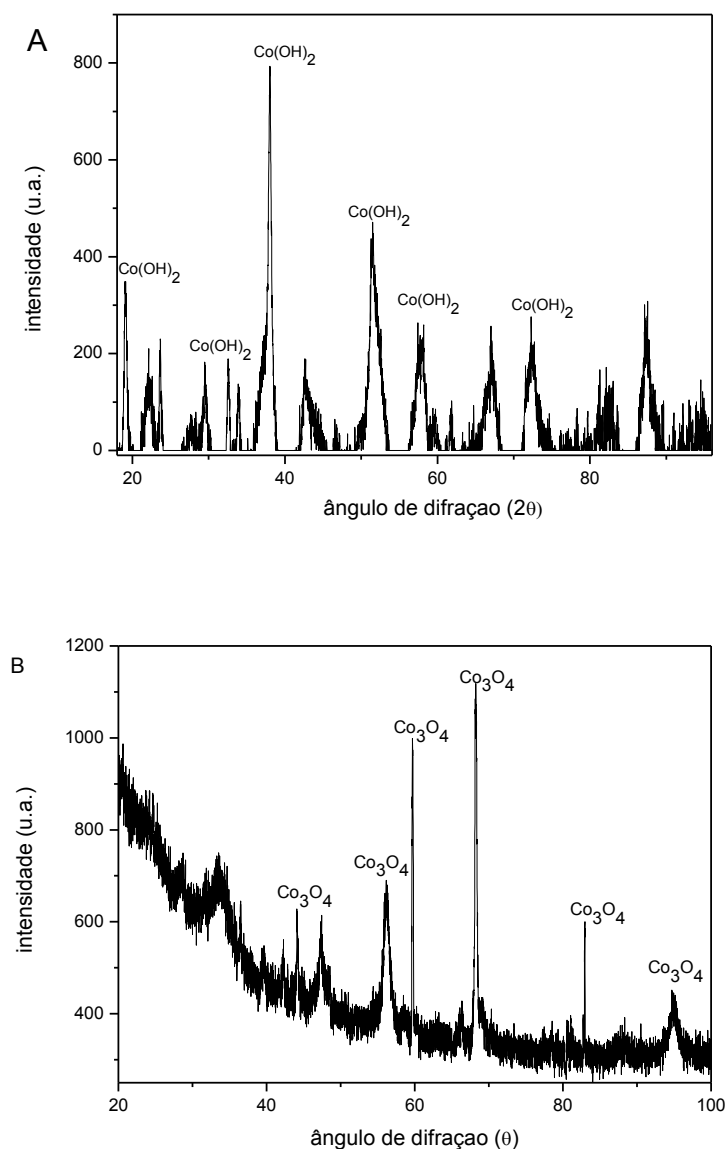 A
800
600
400
200
0
intensidade (u.a.)
Co(OH)2
Co(OH)2
Co(OH)2
Co(OH)2
Co(OH)2
Co(OH)2
20 40 60 80
ângulo de difraçao (2θ)
B
1200
1000
800
600
400
intensidade (u.a.)
Co3O4
Co3O4
Co3O4
Co3O4
Co3O4
Co3O4
20 40 60 80 100
ângulo de difraçao (θ)